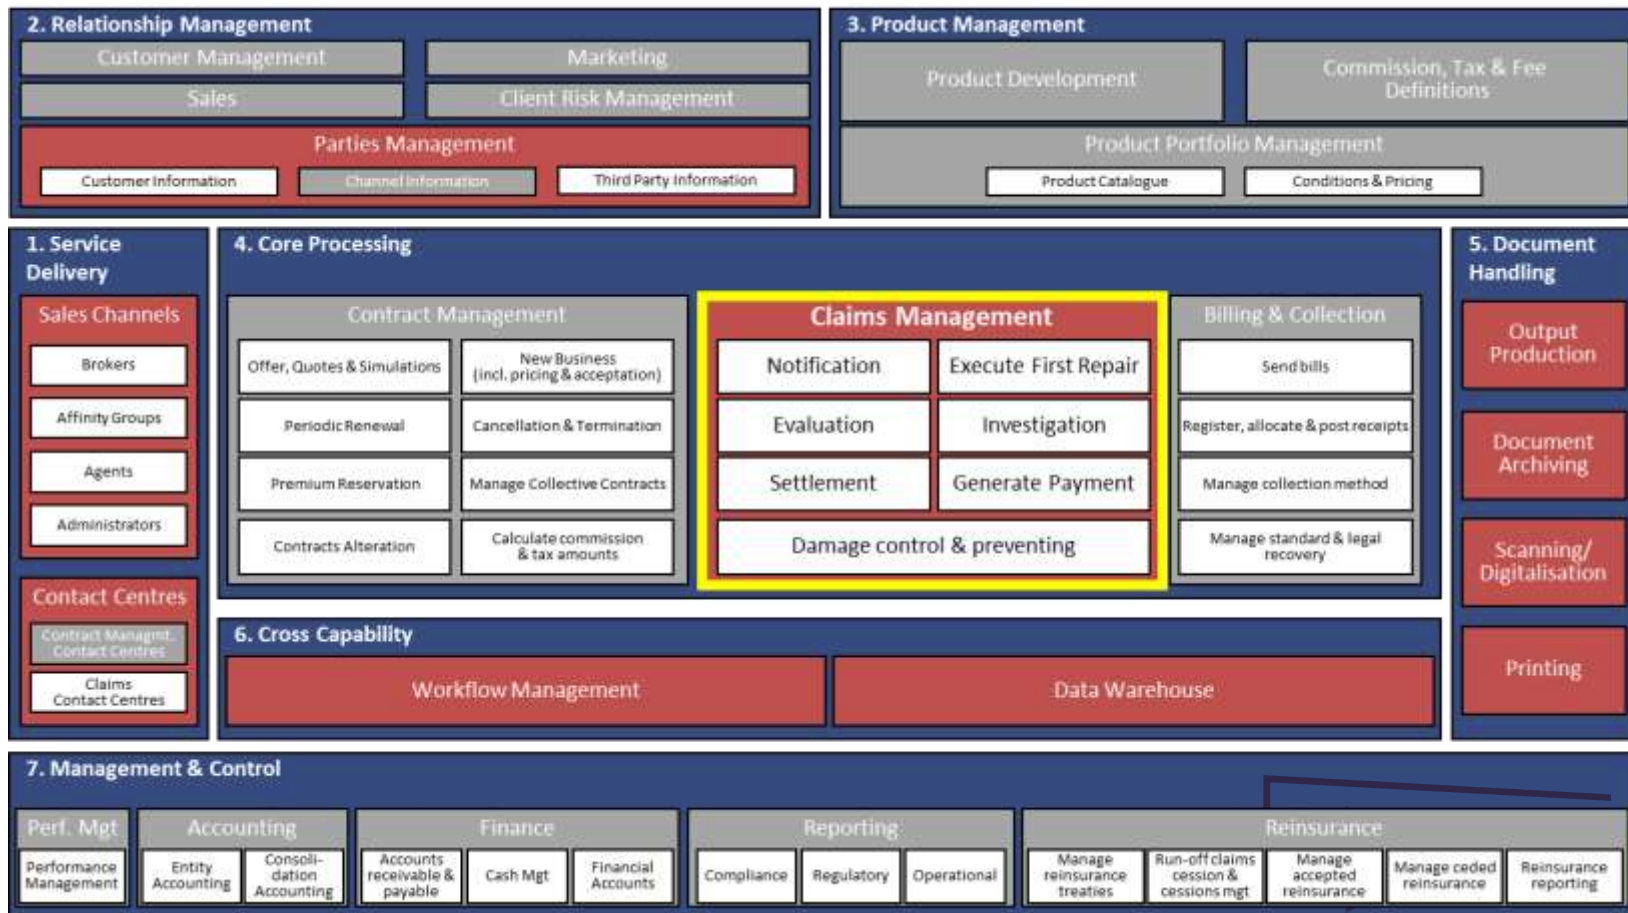 2. Relationship Management
Customer Management
Marketing
Sales
Client Risk Management
Parties Management
Customer Information
Channel Information
Third Party Information
3. Product Management
Product Development
Commission, Tax & Fee
Definitions
Product Portfolio Management
Product Catalogue
Conditions & Pricing
1. Service
Delivery
Sales Channels
Brokers
Affinity Groups
Agents
Administrators
Contact Centres
Contract Managmt.
Contact Centres
Claims
Contact Centres
4. Core Processing
Contract Management
Offer, Quotes & Simulations
New Business
(incl. pricing & acceptation)
Periodic Renewal
Cancellation & Termination
Premium Reservation
Manage Collective Contracts
Contracts Alteration
Calculate commission
& tax amounts
Claims Management
Notification
Execute First Repair
Evaluation
Investigation
Settlement
Generate Payment
Damage control & preventing
Billing & Collection
Send bills
Register, allocate & post receipts
Manage collection method
Manage standard & legal
recovery
5. Document
Handling
Output
Production
Document
Archiving
Scanning/
Digitalisation
Printing
6. Cross Capability
Workflow Management
Data Warehouse
7. Management & Control
Perf. Mgt
Performance
Management
Accounting
Entity
Accounting
Consoli-
dation
Accounting
Finance
Accounts
receivable &
payable
Cash Mgt
Financial
Accounts
Reporting
Compliance
Regulatory
Operational
Reinsurance
Manage
reinsurance
treaties
Run-off claims
cession &
cessions mgt
Manage
accepted
reinsurance
Manage ceded
reinsurance
Reinsurance
reporting